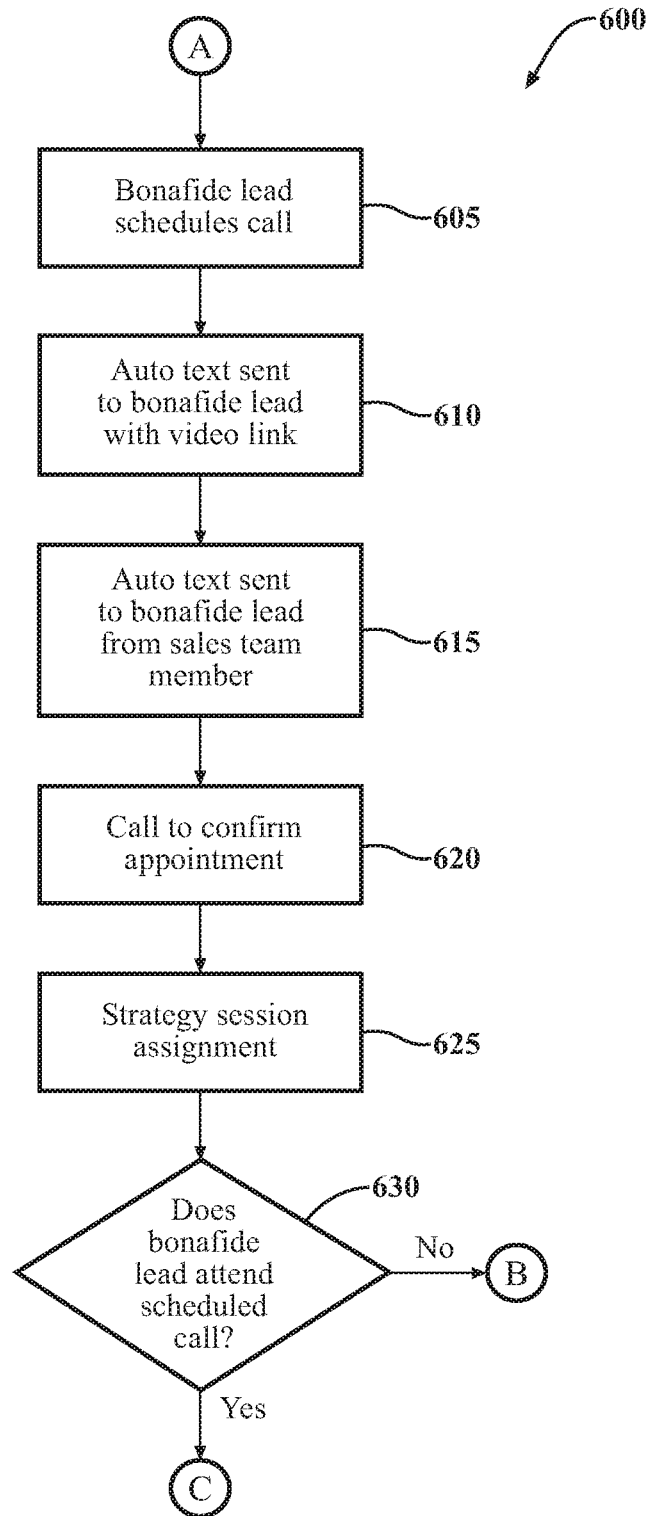 600
A
Bonafide lead
schedules call
605
Auto text sent
to bonafide lead
with video link
610
Auto text sent
to bonafide lead
from sales team
member
615
Call to confirm
appointment
620
Strategy session
assignment
625
630
Does
bonafide
lead attend
scheduled
call?
No
B
Yes
C